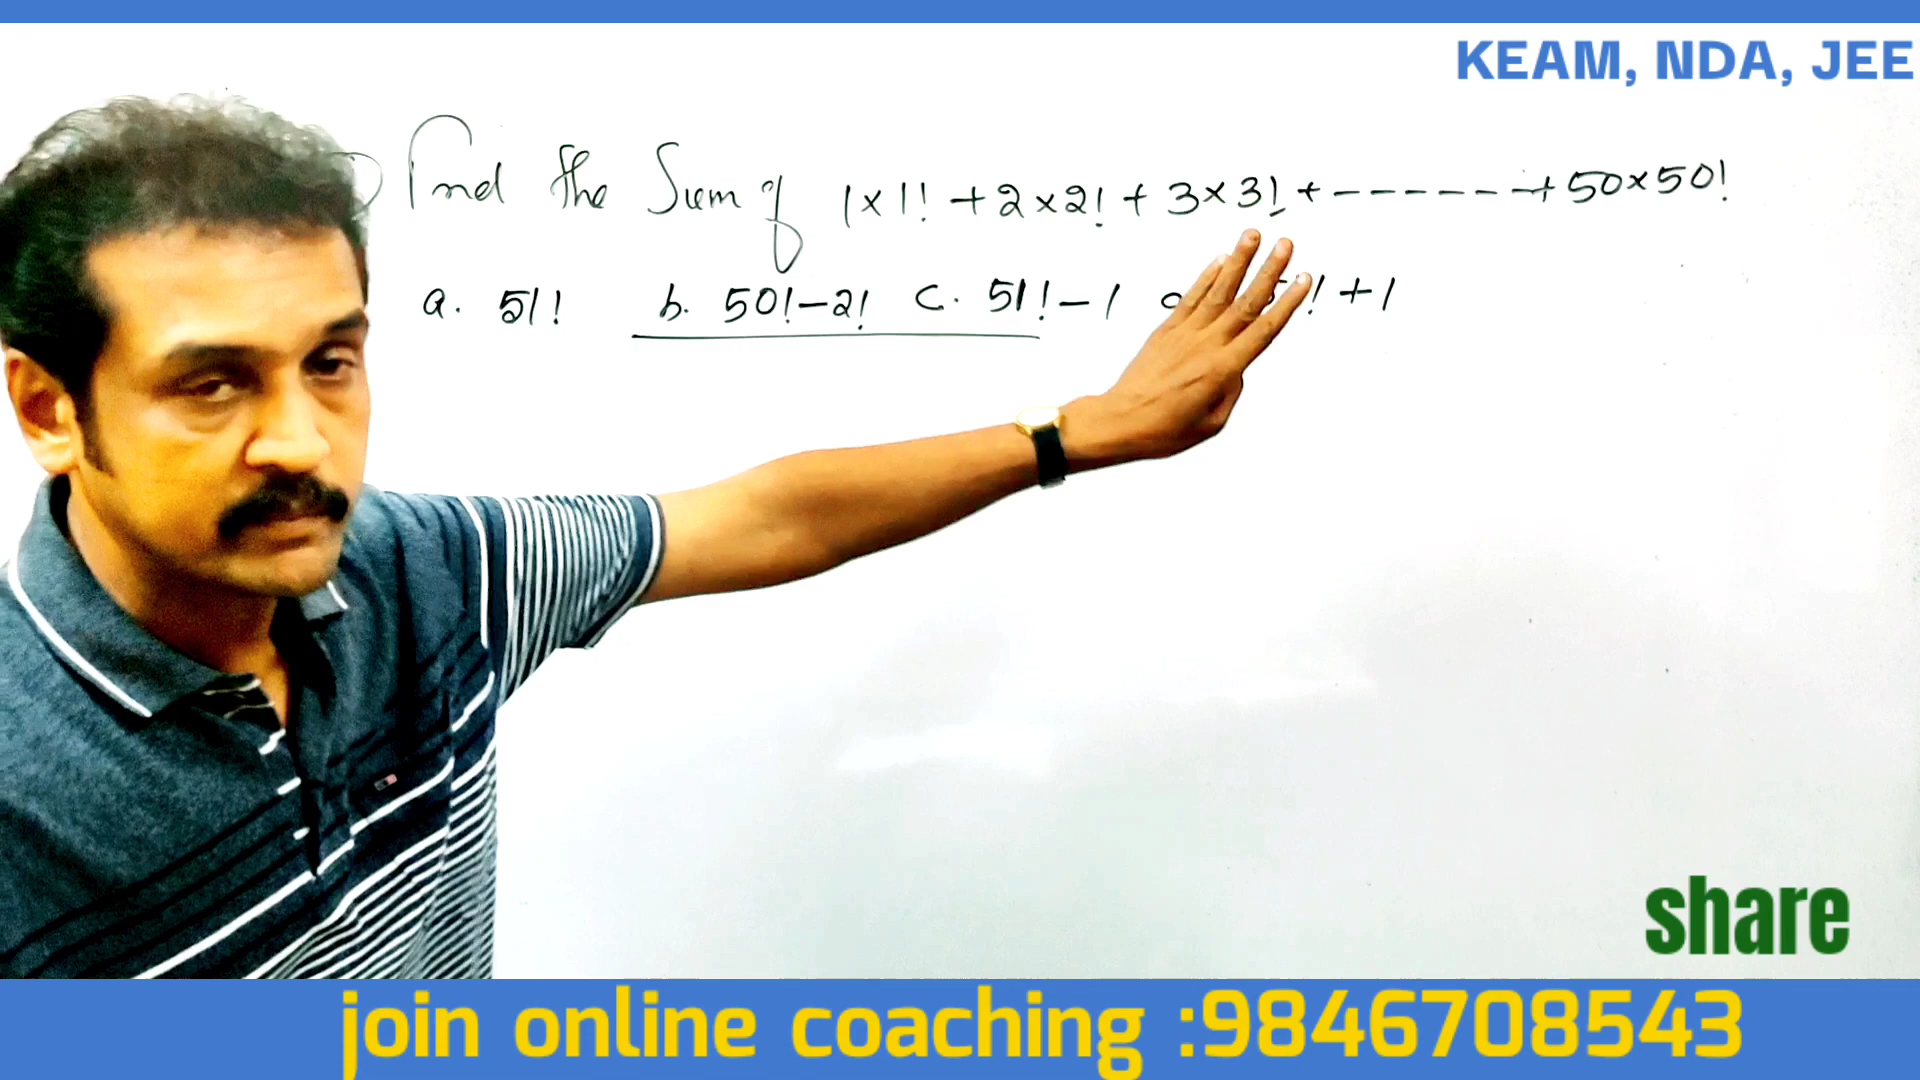 KEAM, NDA, JEE
Find the Sum of 1×1! + 2×2! + 3×3! + ------ + 50×50!
a. 51! b. 50!-2! c. 51!-1 ! +1
share
join online coaching :9846708543